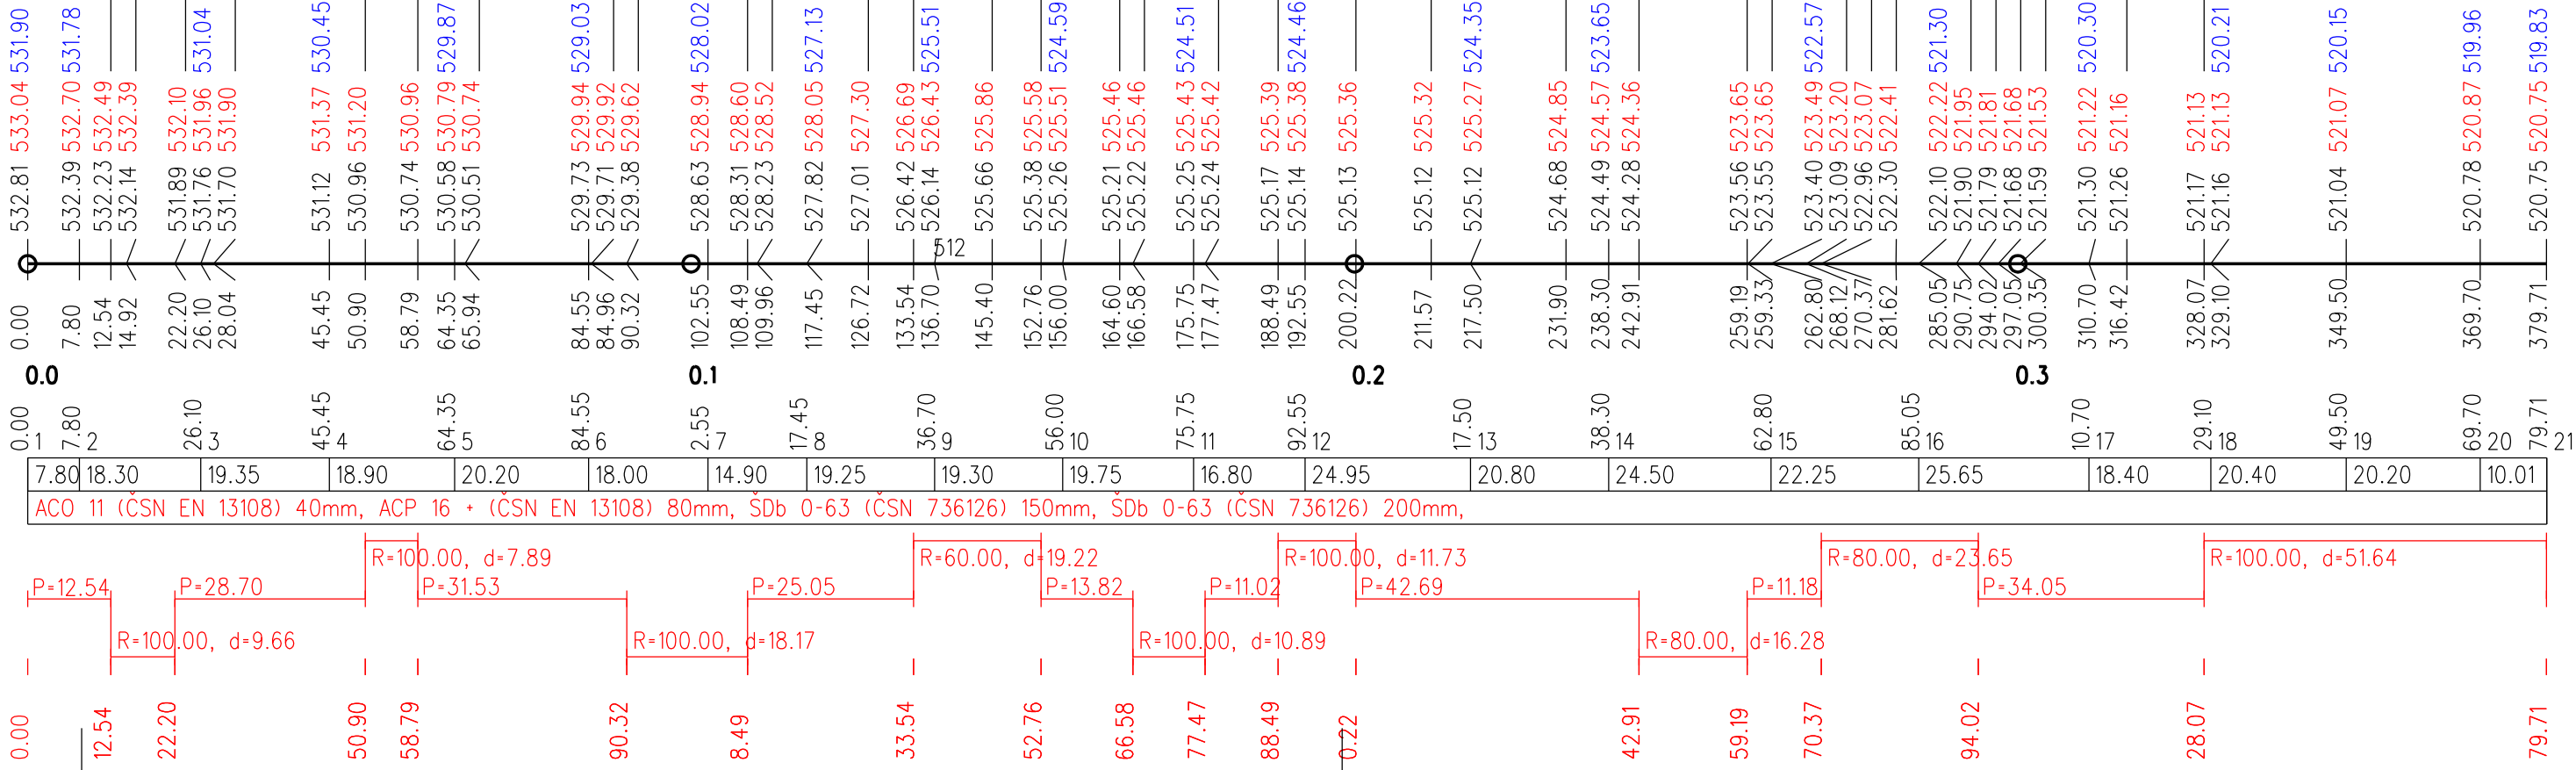 531.90 531.78 531.04 530.45 529.87 529.03 528.02 527.13 525.51 524.59 524.51 524.46 524.35 523.65 522.57 521.30 520.30 520.21 520.15 519.96 519.83
533.04 532.70 532.49 532.39 532.10 531.96 531.90 531.37 531.20 530.96 530.79 530.74 529.94 529.92 529.62 528.94 528.60 528.52 528.05 527.30 526.69 526.43 525.86 525.58 525.51 525.46 525.46 525.43 525.42 525.39 525.38 525.36 525.32 525.27 524.85 524.57 524.36 523.65 523.65 523.49 523.20 523.07 522.41 522.22 521.95 521.81 521.68 521.53 521.22 521.16 521.13 521.13 521.07 520.87 520.75
532.81 532.39 532.23 532.14 531.89 531.76 531.70 531.12 530.96 530.74 530.58 530.51 529.73 529.71 529.38 528.63 528.31 528.23 527.82 527.01 526.42 526.14 525.66 525.38 525.26 525.21 525.22 525.25 525.24 525.17 525.14 525.13 525.12 525.12 524.68 524.49 524.28 523.56 523.55 523.40 523.09 522.96 522.30 522.10 521.90 521.79 521.68 521.59 521.30 521.26 521.17 521.16 521.04 520.78 520.75
512
0.00 7.80 12.54 14.92 22.20 26.10 28.04 45.45 50.90 58.79 64.35 65.94 84.55 84.96 90.32 102.55 108.49 109.96 117.45 126.72 133.54 136.70 145.40 152.76 156.00 164.60 166.58 175.75 177.47 188.49 192.55 200.22 211.57 217.50 231.90 238.30 242.91 259.19 259.33 262.80 268.12 270.37 281.62 285.05 290.75 294.02 297.05 300.35 310.70 316.42 328.07 329.10 349.50 369.70 379.71
0.0 0.1 0.2 0.3
0.00 7.80 26.10 45.45 64.35 84.55 2.55 17.45 36.70 56.00 75.75 92.55 17.50 38.30 62.80 85.05 10.70 29.10 49.50 69.70 79.71
1 2 3 4 5 6 7 8 9 10 11 12 13 14 15 16 17 18 19 20 21
7.80 18.30 19.35 18.90 20.20 18.00 14.90 19.25 19.30 19.75 16.80 24.95 20.80 24.50 22.25 25.65 18.40 20.40 20.20 10.01
ACO 11 (ČSN EN 13108) 40mm, ACP 16 + (ČSN EN 13108) 80mm, ŠDb 0-63 (ČSN 736126) 150mm, ŠDb 0-63 (ČSN 736126) 200mm,
R=100.00, d=7.89 R=60.00, d=19.22 R=100.00, d=11.73 R=80.00, d=23.65 R=100.00, d=51.64
P=12.54 P=28.70 P=31.53 P=25.05 P=13.82 P=11.02 P=42.69 P=11.18 P=34.05
R=100.00, d=9.66 R=100.00, d=18.17 R=100.00, d=10.89 R=80.00, d=16.28
0.00 12.54 22.20 50.90 58.79 90.32 8.49 33.54 52.76 66.58 77.47 88.49 0.22 42.91 59.19 70.37 94.02 28.07 79.71